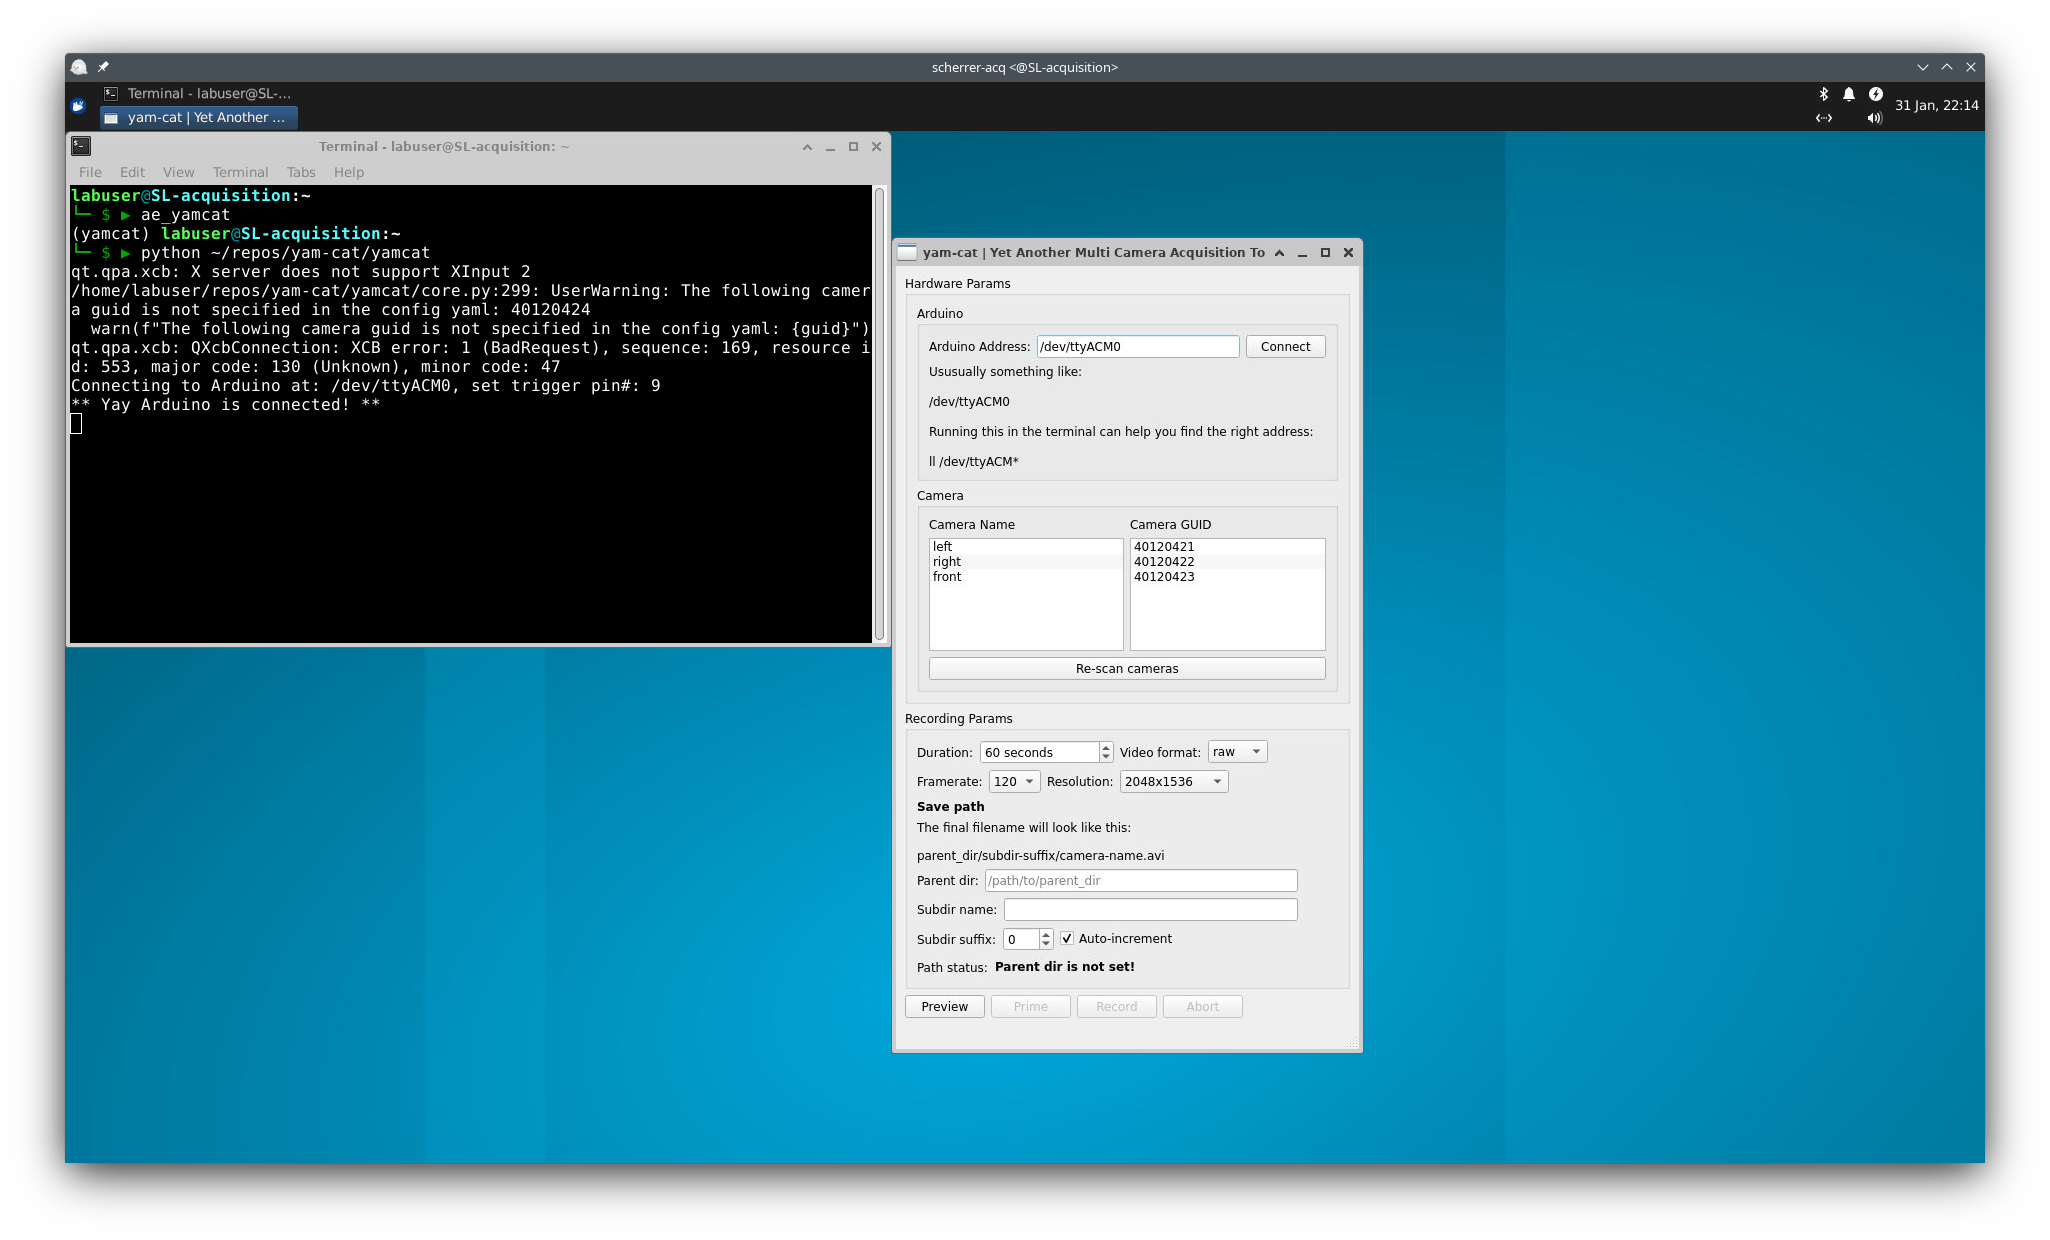 scherrer-acq <@SL-acquisition>
Terminal - labuser@SL-...
yam-cat | Yet Another ...
31 Jan, 22:14
Terminal - labuser@SL-acquisition: ~
File Edit View Terminal Tabs Help
labuser@SL-acquisition:~
└─ $ ▶ ae_yamcat
(yamcat) labuser@SL-acquisition:~
└─ $ ▶ python ~/repos/yam-cat/yamcat
qt.qpa.xcb: X server does not support XInput 2
/home/labuser/repos/yam-cat/yamcat/core.py:299: UserWarning: The following camer
a guid is not specified in the config yaml: 40120424
  warn(f"The following camera guid is not specified in the config yaml: {guid}")
qt.qpa.xcb: QXcbConnection: XCB error: 1 (BadRequest), sequence: 169, resource i
d: 553, major code: 130 (Unknown), minor code: 47
Connecting to Arduino at: /dev/ttyACM0, set trigger pin#: 9
** Yay Arduino is connected! **
yam-cat | Yet Another Multi Camera Acquisition To
Hardware Params
Arduino
Arduino Address: /dev/ttyACM0 Connect
Ususually something like:
/dev/ttyACM0
Running this in the terminal can help you find the right address:
ll /dev/ttyACM*
Camera
Camera Name Camera GUID
left 40120421
right 40120422
front 40120423
Re-scan cameras
Recording Params
Duration: 60 seconds Video format: raw
Framerate: 120 Resolution: 2048x1536
Save path
The final filename will look like this:
parent_dir/subdir-suffix/camera-name.avi
Parent dir: /path/to/parent_dir
Subdir name:
Subdir suffix: 0 Auto-increment
Path status: Parent dir is not set!
Preview Prime Record Abort